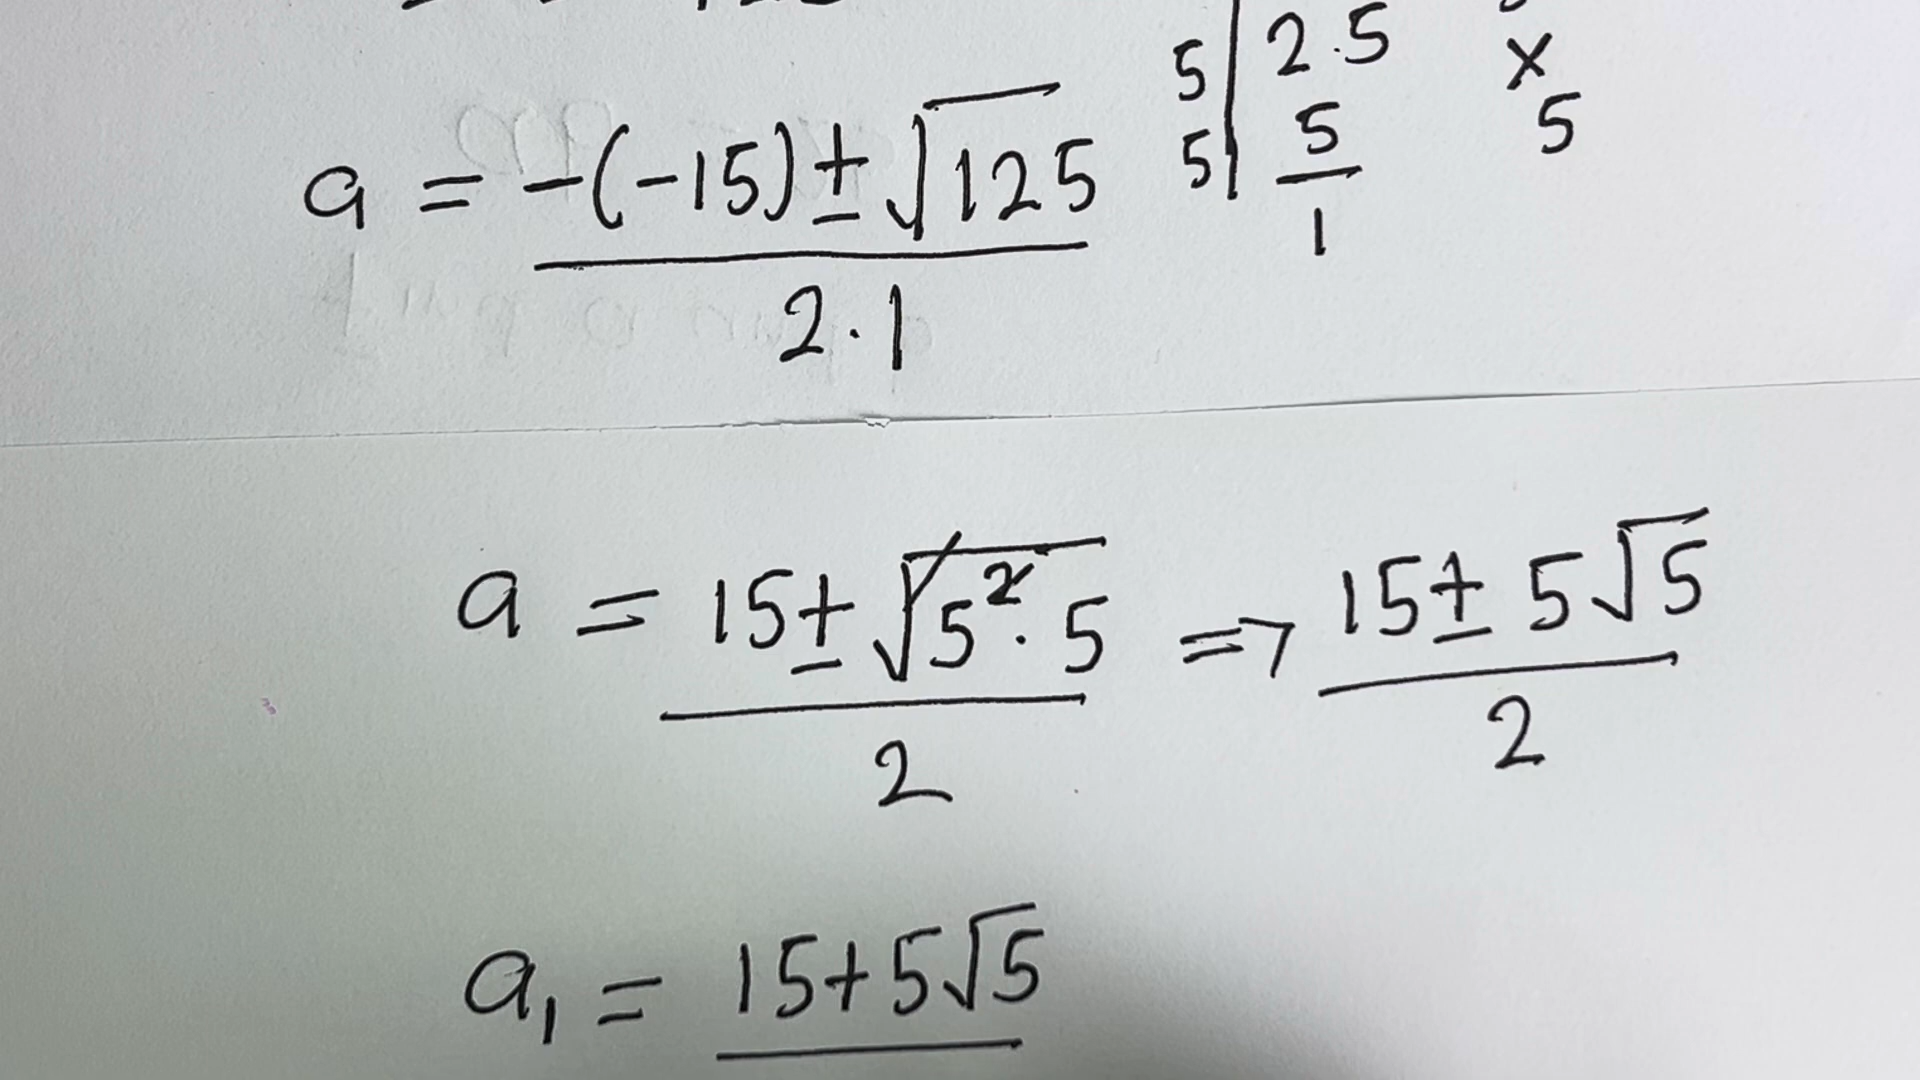 a = -(-15) ± √125 / 2·1
5 | 25
5 | 5
1
×
5
a = 15 ± √5²·5 / 2 => 15 ± 5√5 / 2
a₁ = 15+5√5